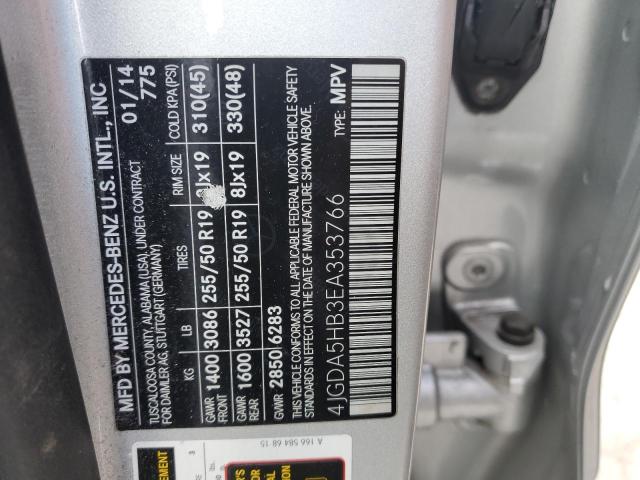 MFD BY MERCEDES-BENZ U.S. INTL., INC
TUSCALOOSA COUNTY, ALABAMA (USA), UNDER CONTRACT
FOR DAIMLER AG, STUTTGART (GERMANY)
01/14
775
KG LB TIRES RIM SIZE COLD KPA (PSI)
GAWR FRONT 1400 3086 255/50 R19 8Jx19 310(45)
GAWR REAR 1600 3527 255/50 R19 8Jx19 330(48)
GVWR 2850 6283
THIS VEHICLE CONFORMS TO ALL APPLICABLE FEDERAL MOTOR VEHICLE SAFETY
STANDARDS IN EFFECT ON THE DATE OF MANUFACTURE SHOWN ABOVE.
4JGDA5HB3EA353766 TYPE: MPV
A 166 584 68 15